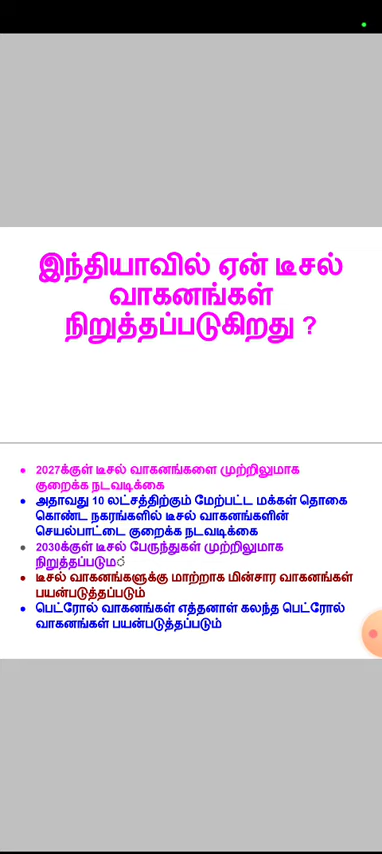 இந்தியாவில் ஏன் டீசல்
வாகனங்கள்
நிறுத்தப்படுகிறது ?
● 2027க்குள் டீசல் வாகனங்களை முற்றிலுமாக
குறைக்க நடவடிக்கை
● அதாவது 10 லட்சத்திற்கும் மேற்பட்ட மக்கள் தொகை
கொண்ட நகரங்களில் டீசல் வாகனங்களின்
செயல்பாட்டை குறைக்க நடவடிக்கை
● 2030க்குள் டீசல் பேருந்துகள் முற்றிலுமாக
நிறுத்தப்படும்
● டீசல் வாகனங்களுக்கு மாற்றாக மின்சார வாகனங்கள்
பயன்படுத்தப்படும்
● பெட்ரோல் வாகனங்கள் எத்தனாள் கலந்த பெட்ரோல்
வாகனங்கள் பயன்படுத்தப்படும்